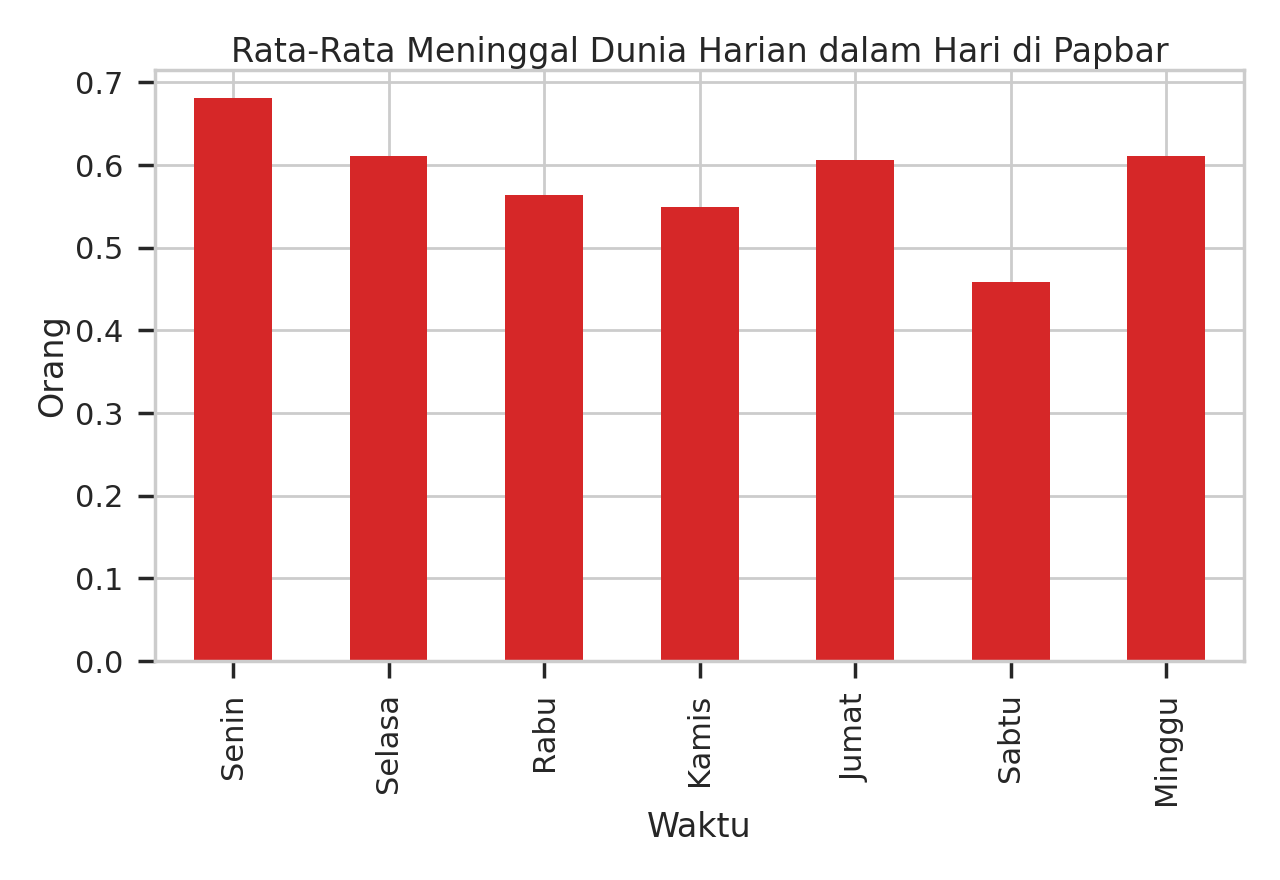 Rata-Rata Meninggal Dunia Harian dalam Hari di Papbar
0.7
0.6
0.5
0.4
0.3
0.2
0.1
0.0
Orang
Senin
Selasa
Rabu
Kamis
Jumat
Sabtu
Minggu
Waktu